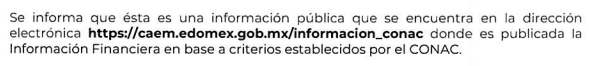 Se informa que ésta es una información pública que se encuentra en la dirección
electrónica https://caem.edomex.gob.mx/informacion_conac donde es publicada la
Información Financiera en base a criterios establecidos por el CONAC.